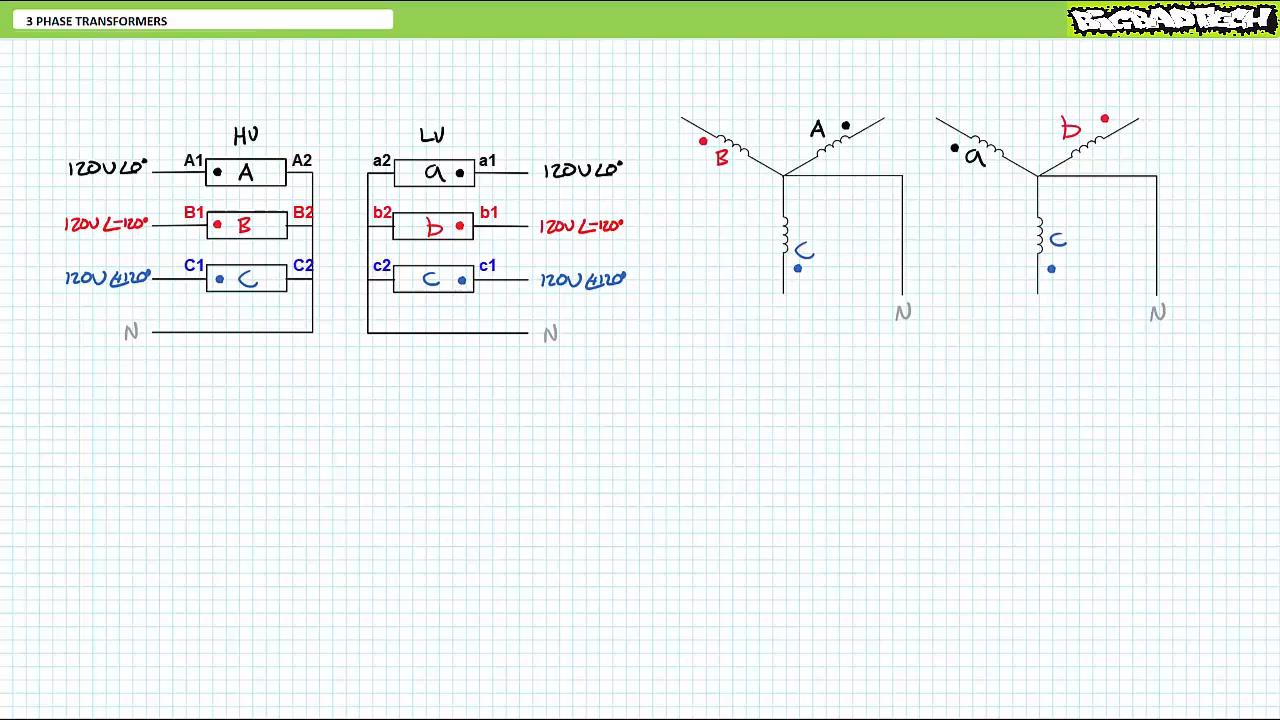 3 PHASE TRANSFORMERS
BIGBADTECH
HV
LV
120V∠0° A1 A A2 a2 a a1 120V∠0°
120V∠-120° B1 B B2 b2 b b1 120V∠-120°
120V∠+120° C1 C C2 c2 c c1 120V∠+120°
N
N
B
A
C
N
a
b
c
N